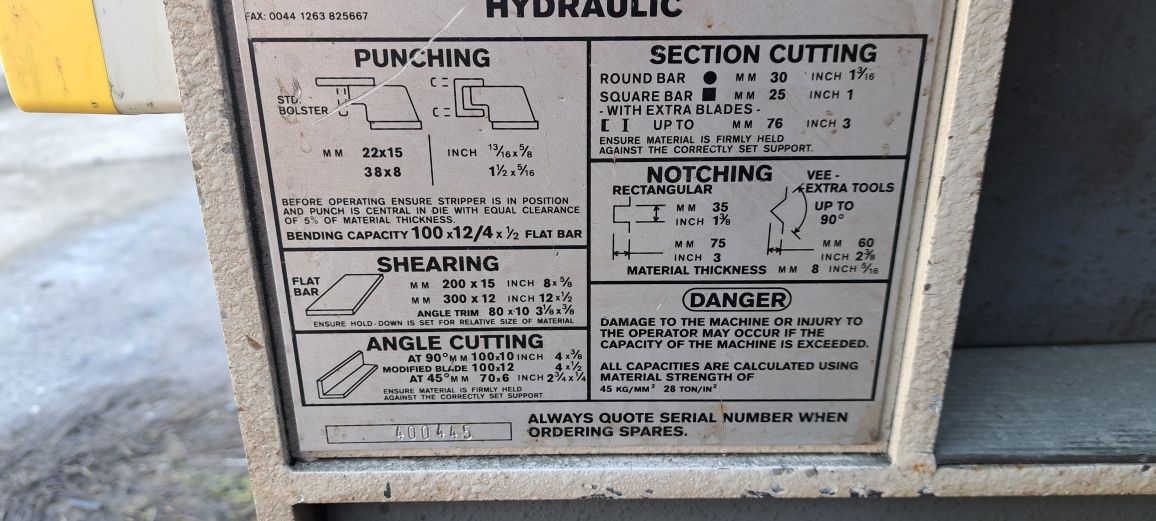 HYDRAULIC
FAX: 0044 1263 825667
PUNCHING
STD.
BOLSTER
MM 22x15 INCH 13/16 x 5/8
38x8 1½ x 5/16
BEFORE OPERATING ENSURE STRIPPER IS IN POSITION
AND PUNCH IS CENTRAL IN DIE WITH EQUAL CLEARANCE
OF 5% OF MATERIAL THICKNESS.
BENDING CAPACITY 100x12/4x½ FLAT BAR
SHEARING
FLAT
BAR
MM 200 x 15 INCH 8x⅝
MM 300 x 12 INCH 12x½
ANGLE TRIM 80x10 3⅛x⅜
ENSURE HOLD-DOWN IS SET FOR RELATIVE SIZE OF MATERIAL
ANGLE CUTTING
AT 90° MM 100x10 INCH 4x⅜
MODIFIED BLADE 100x12 4x½
AT 45° MM 70x6 INCH 2¾x¼
ENSURE MATERIAL IS FIRMLY HELD
AGAINST THE CORRECTLY SET SUPPORT.
SECTION CUTTING
ROUND BAR ● MM 30 INCH 1 3/16
SQUARE BAR ■ MM 25 INCH 1
- WITH EXTRA BLADES -
[ I UP TO MM 76 INCH 3
ENSURE MATERIAL IS FIRMLY HELD
AGAINST THE CORRECTLY SET SUPPORT.
NOTCHING
RECTANGULAR
MM 35
INCH 1⅜
MM 75
INCH 3
VEE -
EXTRA TOOLS
UP TO
90°
MM 60
INCH 2⅜
MATERIAL THICKNESS MM 8 INCH 5/16
DANGER
DAMAGE TO THE MACHINE OR INJURY TO
THE OPERATOR MAY OCCUR IF THE
CAPACITY OF THE MACHINE IS EXCEEDED.
ALL CAPACITIES ARE CALCULATED USING
MATERIAL STRENGTH OF
45 KG/MM² 28 TON/IN²
400445
ALWAYS QUOTE SERIAL NUMBER WHEN
ORDERING SPARES.